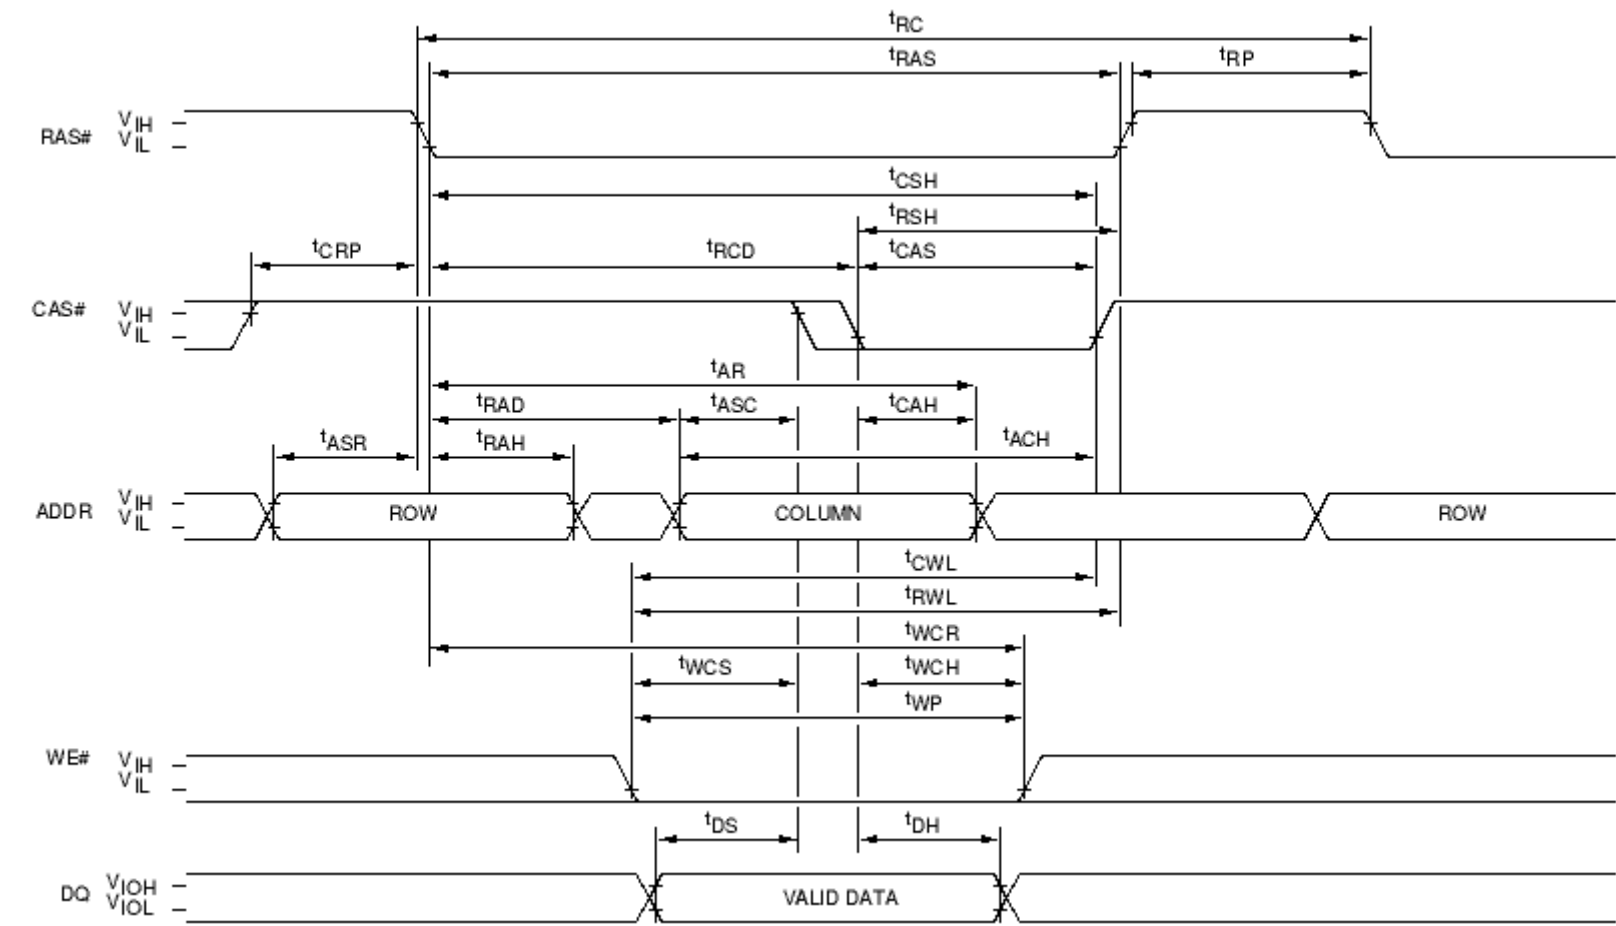 tRC
tRAS tRP
RAS# VIH
VIL
tCSH
tRSH
tCRP tRCD tCAS
CAS# VIH
VIL
tAR
tRAD tASC tCAH
tASR tRAH tACH
ADDR VIH
VIL
ROW COLUMN ROW
tCWL
tRWL
tWCR
tWCS tWCH
tWP
WE# VIH
VIL
tDS tDH
DQ VIOH
VIOL
VALID DATA